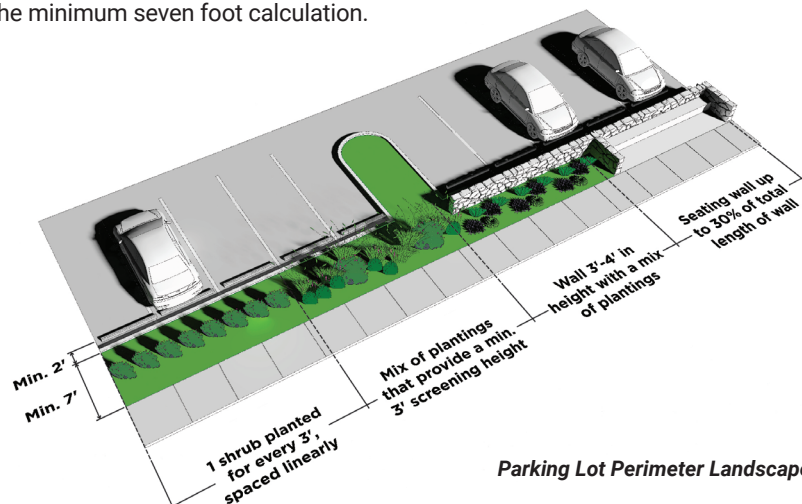 he minimum seven foot calculation.
Min. 2'
Min. 7'
1 shrub planted
for every 3',
spaced linearly
Mix of plantings
that provide a min.
3' screening height
Wall 3'-4' in
height with a mix
of plantings
Seating wall up
to 30% of total
length of wall
Parking Lot Perimeter Landscape